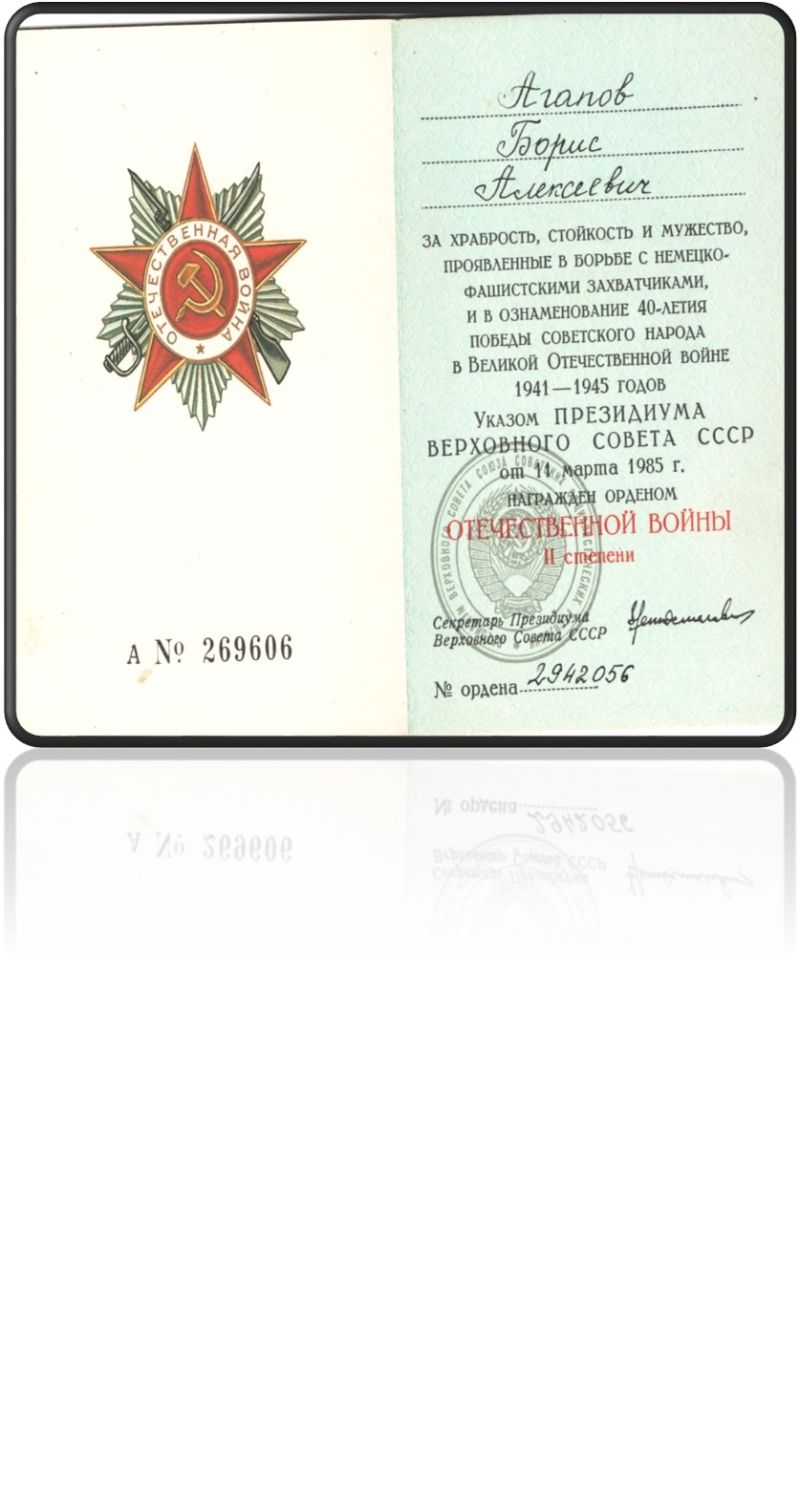 ОТЕЧЕСТВЕННАЯ ВОЙНА
А № 269606
Агапов
Борис
Алексеевич
ЗА ХРАБРОСТЬ, СТОЙКОСТЬ И МУЖЕСТВО,
ПРОЯВЛЕННЫЕ В БОРЬБЕ С НЕМЕЦКО-
ФАШИСТСКИМИ ЗАХВАТЧИКАМИ,
И В ОЗНАМЕНОВАНИЕ 40-ЛЕТИЯ
ПОБЕДЫ СОВЕТСКОГО НАРОДА
В ВЕЛИКОЙ ОТЕЧЕСТВЕННОЙ ВОЙНЕ
1941—1945 ГОДОВ
УКАЗОМ ПРЕЗИДИУМА
ВЕРХОВНОГО СОВЕТА СССР
от 11 марта 1985 г.
НАГРАЖДЕН ОРДЕНОМ
ОТЕЧЕСТВЕННОЙ ВОЙНЫ
II степени
Секретарь Президиума
Верховного Совета СССР
№ ордена 2942056